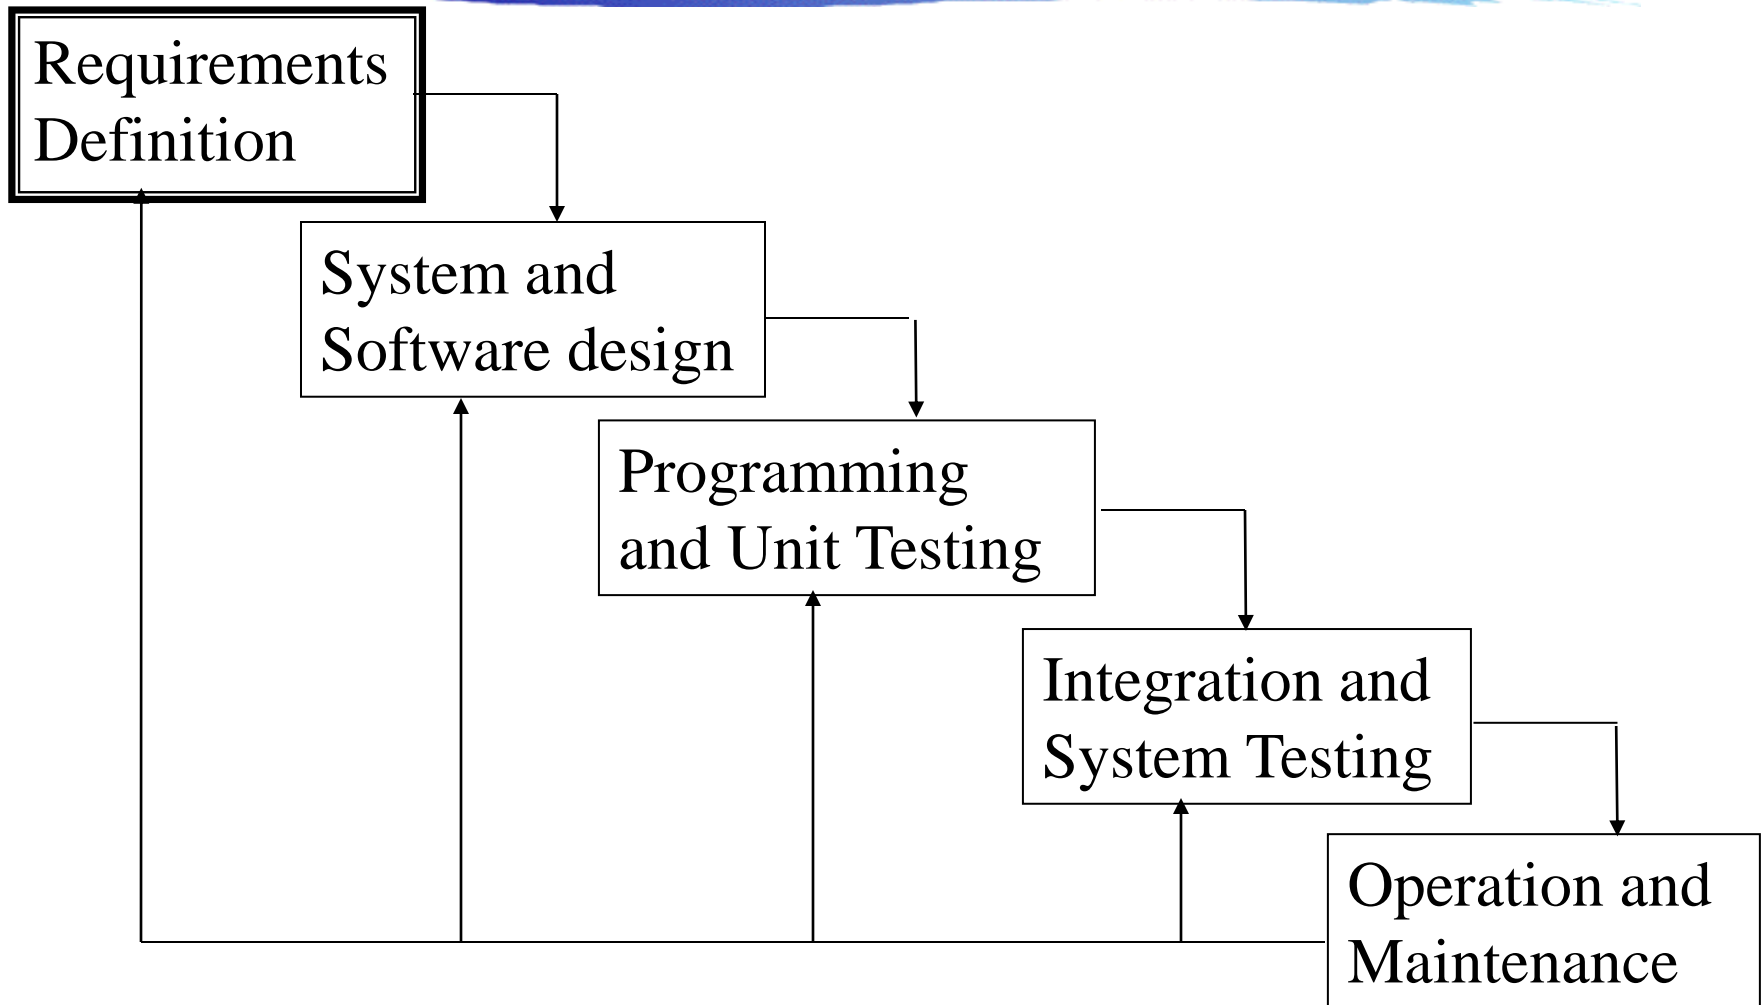 Requirements
Definition
System and
Software design
Programming
and Unit Testing
Integration and
System Testing
Operation and
Maintenance